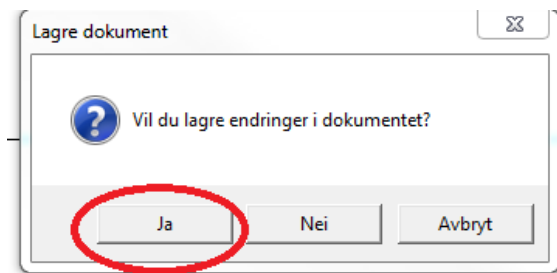 Lagre dokument
Vil du lagre endringer i dokumentet?
Ja Nei Avbryt